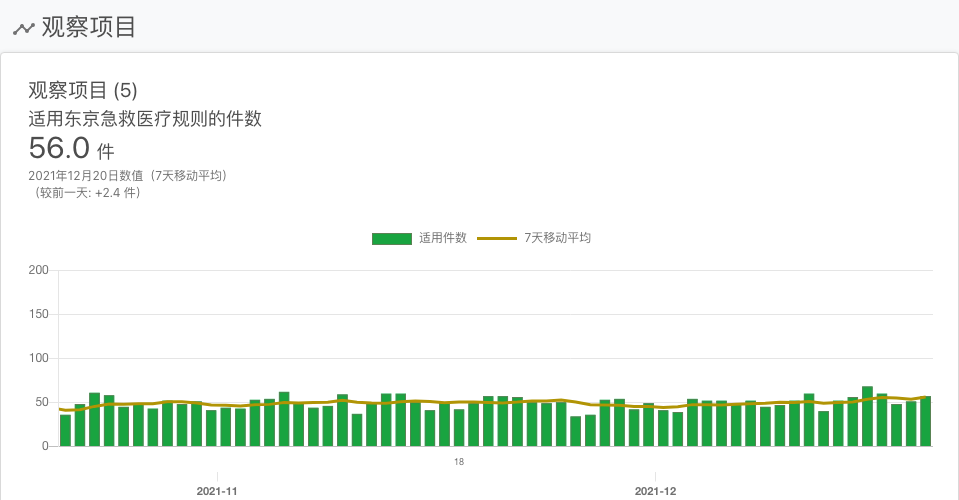 观察项目
观察项目 (5)
适用东京急救医疗规则的件数
56.0 件
2021年12月20日数值（7天移动平均）
（较前一天: +2.4 件）
适用件数 7天移动平均
200
150
100
50
0
18
2021-11 2021-12